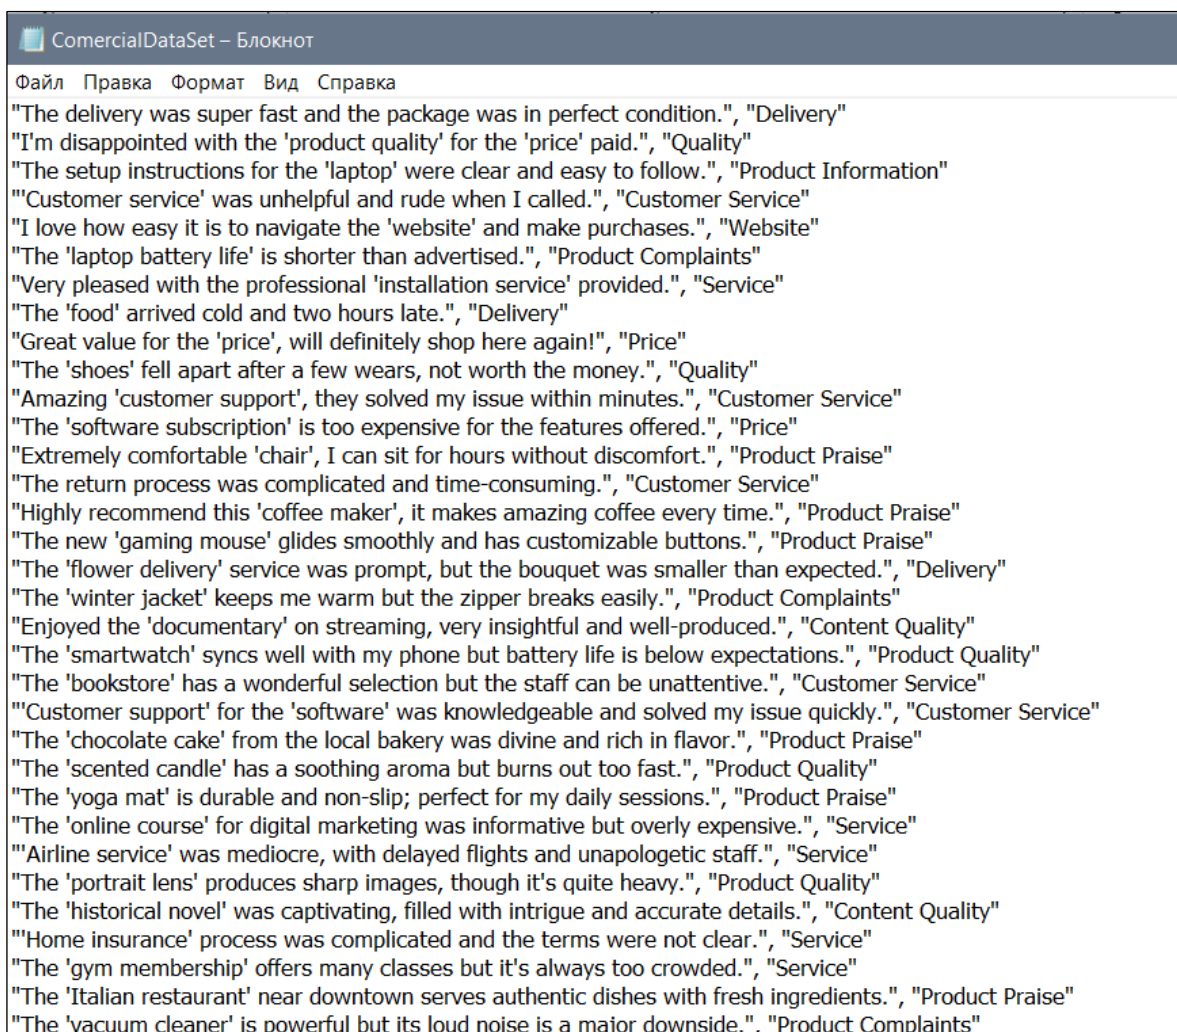 ComercialDataSet – Блокнот
Файл Правка Формат Вид Справка
"The delivery was super fast and the package was in perfect condition.", "Delivery"
"I'm disappointed with the 'product quality' for the 'price' paid.", "Quality"
"The setup instructions for the 'laptop' were clear and easy to follow.", "Product Information"
"'Customer service' was unhelpful and rude when I called.", "Customer Service"
"I love how easy it is to navigate the 'website' and make purchases.", "Website"
"The 'laptop battery life' is shorter than advertised.", "Product Complaints"
"Very pleased with the professional 'installation service' provided.", "Service"
"The 'food' arrived cold and two hours late.", "Delivery"
"Great value for the 'price', will definitely shop here again!", "Price"
"The 'shoes' fell apart after a few wears, not worth the money.", "Quality"
"Amazing 'customer support', they solved my issue within minutes.", "Customer Service"
"The 'software subscription' is too expensive for the features offered.", "Price"
"Extremely comfortable 'chair', I can sit for hours without discomfort.", "Product Praise"
"The return process was complicated and time-consuming.", "Customer Service"
"Highly recommend this 'coffee maker', it makes amazing coffee every time.", "Product Praise"
"The new 'gaming mouse' glides smoothly and has customizable buttons.", "Product Praise"
"The 'flower delivery' service was prompt, but the bouquet was smaller than expected.", "Delivery"
"The 'winter jacket' keeps me warm but the zipper breaks easily.", "Product Complaints"
"Enjoyed the 'documentary' on streaming, very insightful and well-produced.", "Content Quality"
"The 'smartwatch' syncs well with my phone but battery life is below expectations.", "Product Quality"
"The 'bookstore' has a wonderful selection but the staff can be unattentive.", "Customer Service"
"'Customer support' for the 'software' was knowledgeable and solved my issue quickly.", "Customer Service"
"The 'chocolate cake' from the local bakery was divine and rich in flavor.", "Product Praise"
"The 'scented candle' has a soothing aroma but burns out too fast.", "Product Quality"
"The 'yoga mat' is durable and non-slip; perfect for my daily sessions.", "Product Praise"
"The 'online course' for digital marketing was informative but overly expensive.", "Service"
"'Airline service' was mediocre, with delayed flights and unapologetic staff.", "Service"
"The 'portrait lens' produces sharp images, though it's quite heavy.", "Product Quality"
"The 'historical novel' was captivating, filled with intrigue and accurate details.", "Content Quality"
"'Home insurance' process was complicated and the terms were not clear.", "Service"
"The 'gym membership' offers many classes but it's always too crowded.", "Service"
"The 'Italian restaurant' near downtown serves authentic dishes with fresh ingredients.", "Product Praise"
"The 'vacuum cleaner' is powerful but its loud noise is a major downside.", "Product Complaints"